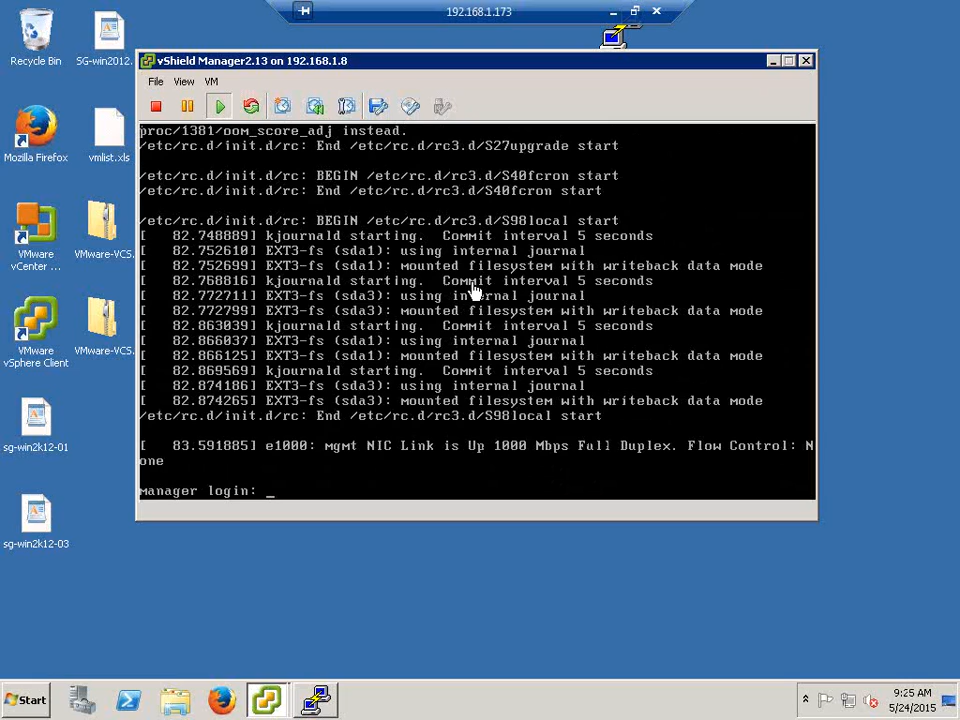 192.168.1.173
Recycle Bin
SG-win2012.
Mozilla Firefox
vmlist.xls
VMware
vCenter ...
VMware-VCS.
VMware
vSphere Client
VMware-VCS.
sg-win2k12-01
sg-win2k12-03
vShield Manager2.13 on 192.168.1.8
File View VM
proc/1381/oom_score_adj instead.
/etc/rc.d/init.d/rc: End /etc/rc.d/rc3.d/S27upgrade start
/etc/rc.d/init.d/rc: BEGIN /etc/rc.d/rc3.d/S40fcron start
/etc/rc.d/init.d/rc: End /etc/rc.d/rc3.d/S40fcron start
/etc/rc.d/init.d/rc: BEGIN /etc/rc.d/rc3.d/S98local start
[   82.748889] kjournald starting.  Commit interval 5 seconds
[   82.752610] EXT3-fs (sda1): using internal journal
[   82.752699] EXT3-fs (sda1): mounted filesystem with writeback data mode
[   82.768816] kjournald starting.  Commit interval 5 seconds
[   82.772711] EXT3-fs (sda3): using internal journal
[   82.772799] EXT3-fs (sda3): mounted filesystem with writeback data mode
[   82.863039] kjournald starting.  Commit interval 5 seconds
[   82.866037] EXT3-fs (sda1): using internal journal
[   82.866125] EXT3-fs (sda1): mounted filesystem with writeback data mode
[   82.869569] kjournald starting.  Commit interval 5 seconds
[   82.874186] EXT3-fs (sda3): using internal journal
[   82.874265] EXT3-fs (sda3): mounted filesystem with writeback data mode
/etc/rc.d/init.d/rc: End /etc/rc.d/rc3.d/S98local start
[   83.591885] e1000: mgmt NIC Link is Up 1000 Mbps Full Duplex, Flow Control: N
one
manager login: _
Start
9:25 AM
5/24/2015